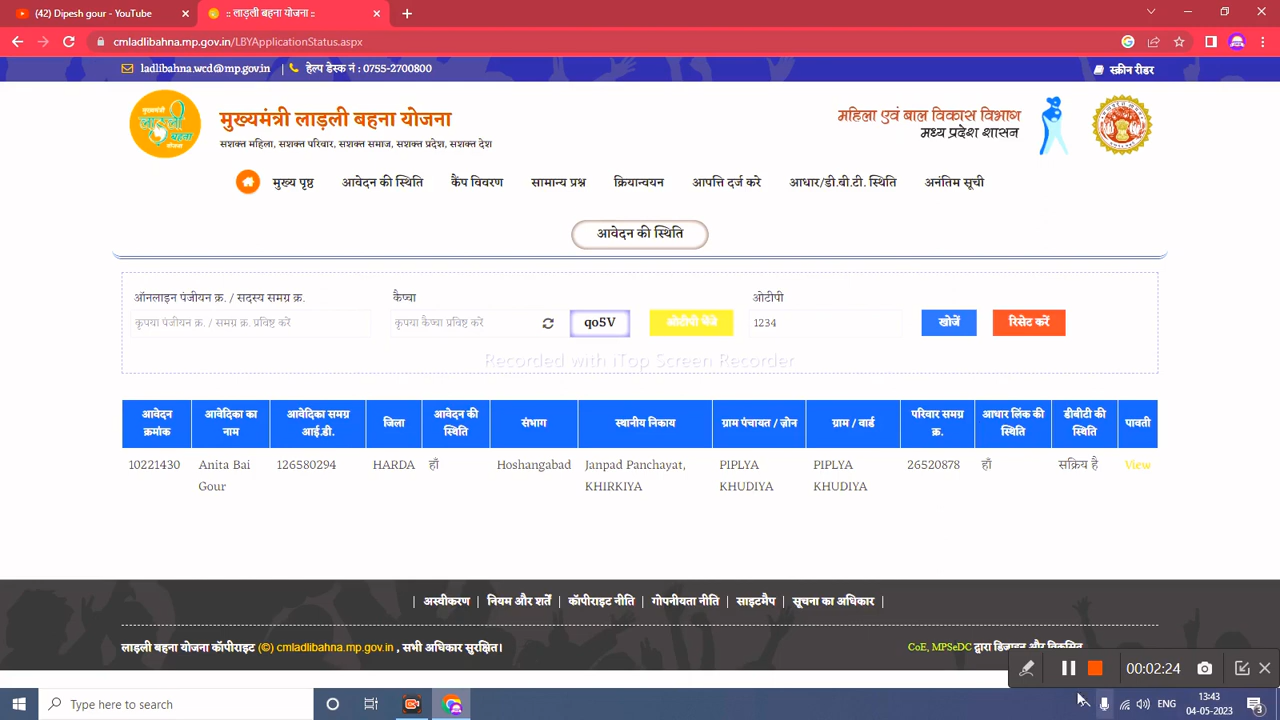 (42) Dipesh gour - YouTube
:: लाड़ली बहना योजना ::
cmladlibahna.mp.gov.in/LBYApplicationStatus.aspx
ladlibahna.wcd@mp.gov.in | हेल्प डेस्क नं : 0755-2700800
स्क्रीन रीडर
मुख्यमंत्री लाड़ली बहना योजना
मुख्यमंत्री लाड़ली बहना योजना
सशक्त महिला, सशक्त परिवार, सशक्त समाज, सशक्त प्रदेश, सशक्त देश
महिला एवं बाल विकास विभाग
मध्य प्रदेश शासन
मुख्य पृष्ठ आवेदन की स्थिति कैंप विवरण सामान्य प्रश्न क्रियान्वयन आपत्ति दर्ज करे आधार/डी.बी.टी. स्थिति अनंतिम सूची
आवेदन की स्थिति
ऑनलाइन पंजीयन क्र. / सदस्य समग्र क्र. कैप्चा ओटीपी
कृपया पंजीयन क्र. / समग्र क्र. प्रविष्ट करे कृपया कैप्चा प्रविष्ट करे qo5V ओटीपी भेजे 1234 खोजें रिसेट करें
Recorded with iTop Screen Recorder
आवेदन क्रमांक आवेदिका का नाम आवेदिका समग्र आई.डी. जिला आवेदन की स्थिति संभाग स्थानीय निकाय ग्राम पंचायत / ज़ोन ग्राम / वार्ड परिवार समग्र क्र. आधार लिंक की स्थिति डीबीटी की स्थिति पावती
10221430 Anita Bai Gour 126580294 HARDA हाँ Hoshangabad Janpad Panchayat, KHIRKIYA PIPLYA KHUDIYA PIPLYA KHUDIYA 26520878 हाँ सक्रिय है View
| अस्वीकरण | नियम और शर्तें | कॉपीराइट नीति | गोपनीयता नीति | साइटमैप | सूचना का अधिकार |
लाड़ली बहना योजना कॉपीराइट (©) cmladlibahna.mp.gov.in , सभी अधिकार सुरक्षित।
CoE, MPSeDC द्वारा डिजाइन और विकसित
00:02:24
Type here to search
ENG
13:43
04-05-2023
3